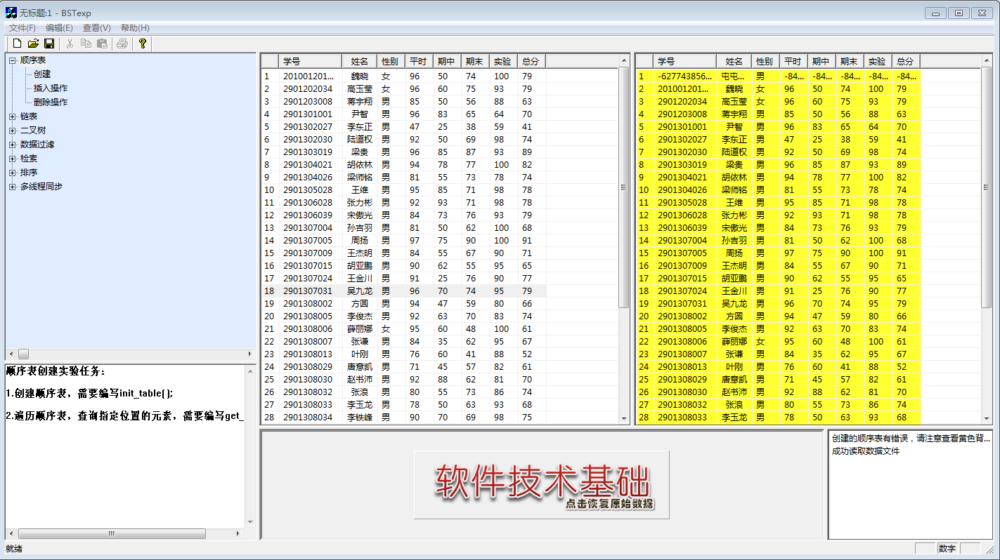 无标题:1 - BSTexp
文件(F) 编辑(E) 查看(V) 帮助(H)
顺序表
创建
插入操作
删除操作
链表
二叉树
数据过滤
检索
排序
多线程同步
顺序表创建实验任务:
1.创建顺序表，需要编写init_table();
2.遍历顺序表，查询指定位置的元素，需要编写get_
学号 姓名 性别 平时 期中 期末 实验 总分
1 201001201... 魏晓 女 96 50 74 100 79
2 2901202034 高玉莹 女 96 60 75 93 79
3 2901203008 蒋宇翔 男 85 50 56 88 63
4 2901301001 尹智 男 96 83 65 64 70
5 2901302027 李东正 男 47 25 38 59 41
6 2901302030 陆道权 男 92 50 69 98 74
7 2901303019 梁贵 男 96 85 87 93 89
8 2901304021 胡依林 男 94 78 77 100 82
9 2901304026 梁师铭 男 81 55 73 78 74
10 2901305028 王维 男 95 85 71 98 78
11 2901306028 张力彬 男 92 93 71 98 78
12 2901306039 宋傲光 男 84 73 76 93 79
13 2901307004 孙吉羽 男 81 50 62 100 68
14 2901307005 周扬 男 97 75 90 100 91
15 2901307009 王杰明 男 84 55 67 90 71
16 2901307015 胡亚鹏 男 90 62 55 95 65
17 2901307024 王金川 男 91 25 76 90 77
18 2901307031 吴九龙 男 96 70 74 95 79
19 2901308002 方圆 男 94 47 59 80 66
20 2901308005 李俊杰 男 92 63 70 83 74
21 2901308006 薛丽娜 女 95 60 48 100 61
22 2901308007 张谦 男 84 35 62 95 67
23 2901308013 叶刚 男 76 60 41 88 52
24 2901308029 唐意凯 男 71 45 57 82 61
25 2901308030 赵书沛 男 92 88 62 81 70
26 2901308032 张浪 男 80 55 73 86 74
27 2901308033 李玉龙 男 78 50 63 93 68
28 2901308034 李铁峰 男 90 70 69 98 75
学号 姓名 性别 平时 期中 期末 实验 总分
1 -627743856... 屯屯... 男 -84... -84... -84... -84... -84...
2 201001201... 魏晓 女 96 50 74 100 79
3 2901202034 高玉莹 女 96 60 75 93 79
4 2901203008 蒋宇翔 男 85 50 56 88 63
5 2901301001 尹智 男 96 83 65 64 70
6 2901302027 李东正 男 47 25 38 59 41
7 2901302030 陆道权 男 92 50 69 98 74
8 2901303019 梁贵 男 96 85 87 93 89
9 2901304021 胡依林 男 94 78 77 100 82
10 2901304026 梁师铭 男 81 55 73 78 74
11 2901305028 王维 男 95 85 71 98 78
12 2901306028 张力彬 男 92 93 71 98 78
13 2901306039 宋傲光 男 84 73 76 93 79
14 2901307004 孙吉羽 男 81 50 62 100 68
15 2901307005 周扬 男 97 75 90 100 91
16 2901307009 王杰明 男 84 55 67 90 71
17 2901307015 胡亚鹏 男 90 62 55 95 65
18 2901307024 王金川 男 91 25 76 90 77
19 2901307031 吴九龙 男 96 70 74 95 79
20 2901308002 方圆 男 94 47 59 80 66
21 2901308005 李俊杰 男 92 63 70 83 74
22 2901308006 薛丽娜 女 95 60 48 100 61
23 2901308007 张谦 男 84 35 62 95 67
24 2901308013 叶刚 男 76 60 41 88 52
25 2901308029 唐意凯 男 71 45 57 82 61
26 2901308030 赵书沛 男 92 88 62 81 70
27 2901308032 张浪 男 80 55 73 86 74
28 2901308033 李玉龙 男 78 50 63 93 68
软件技术基础
点击恢复原始数据
创建的顺序表有错误，请注意查看黄色背...
成功读取数据文件
就绪
数字